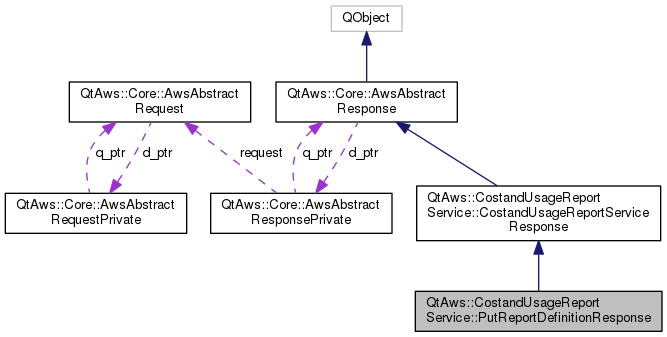 QObject
QtAws::Core::AwsAbstract
Request
QtAws::Core::AwsAbstract
Response
q_ptr
d_ptr
request
q_ptr
d_ptr
QtAws::Core::AwsAbstract
RequestPrivate
QtAws::Core::AwsAbstract
ResponsePrivate
QtAws::CostandUsageReport
Service::CostandUsageReportService
Response
QtAws::CostandUsageReport
Service::PutReportDefinitionResponse